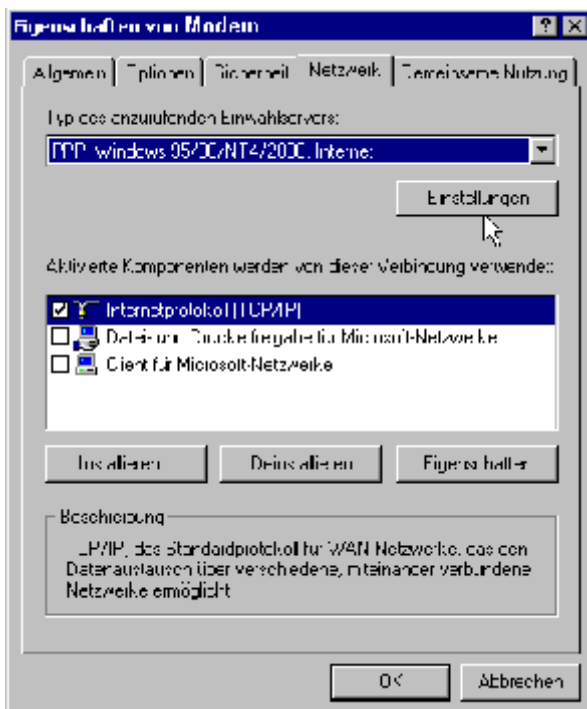 Eigenschaften von Modem
Allgemein Optionen Sicherheit Netzwerk Gemeinsame Nutzung
Typ des anzurufenden Einwählservers:
PPP: Windows 95/98/NT4/2000, Internet
Einstellungen
Aktivierte Komponenten werden von dieser Verbindung verwendet:
Internetprotokoll (TCP/IP)
Datei- und Druckerfreigabe für Microsoft-Netzwerke
Client für Microsoft-Netzwerke
Installieren Deinstallieren Eigenschaften
Beschreibung
TCP/IP, das Standardprotokoll für WAN-Netzwerke, das den
Datenaustausch über verschiedene, miteinander verbundene
Netzwerke ermöglicht
OK Abbrechen